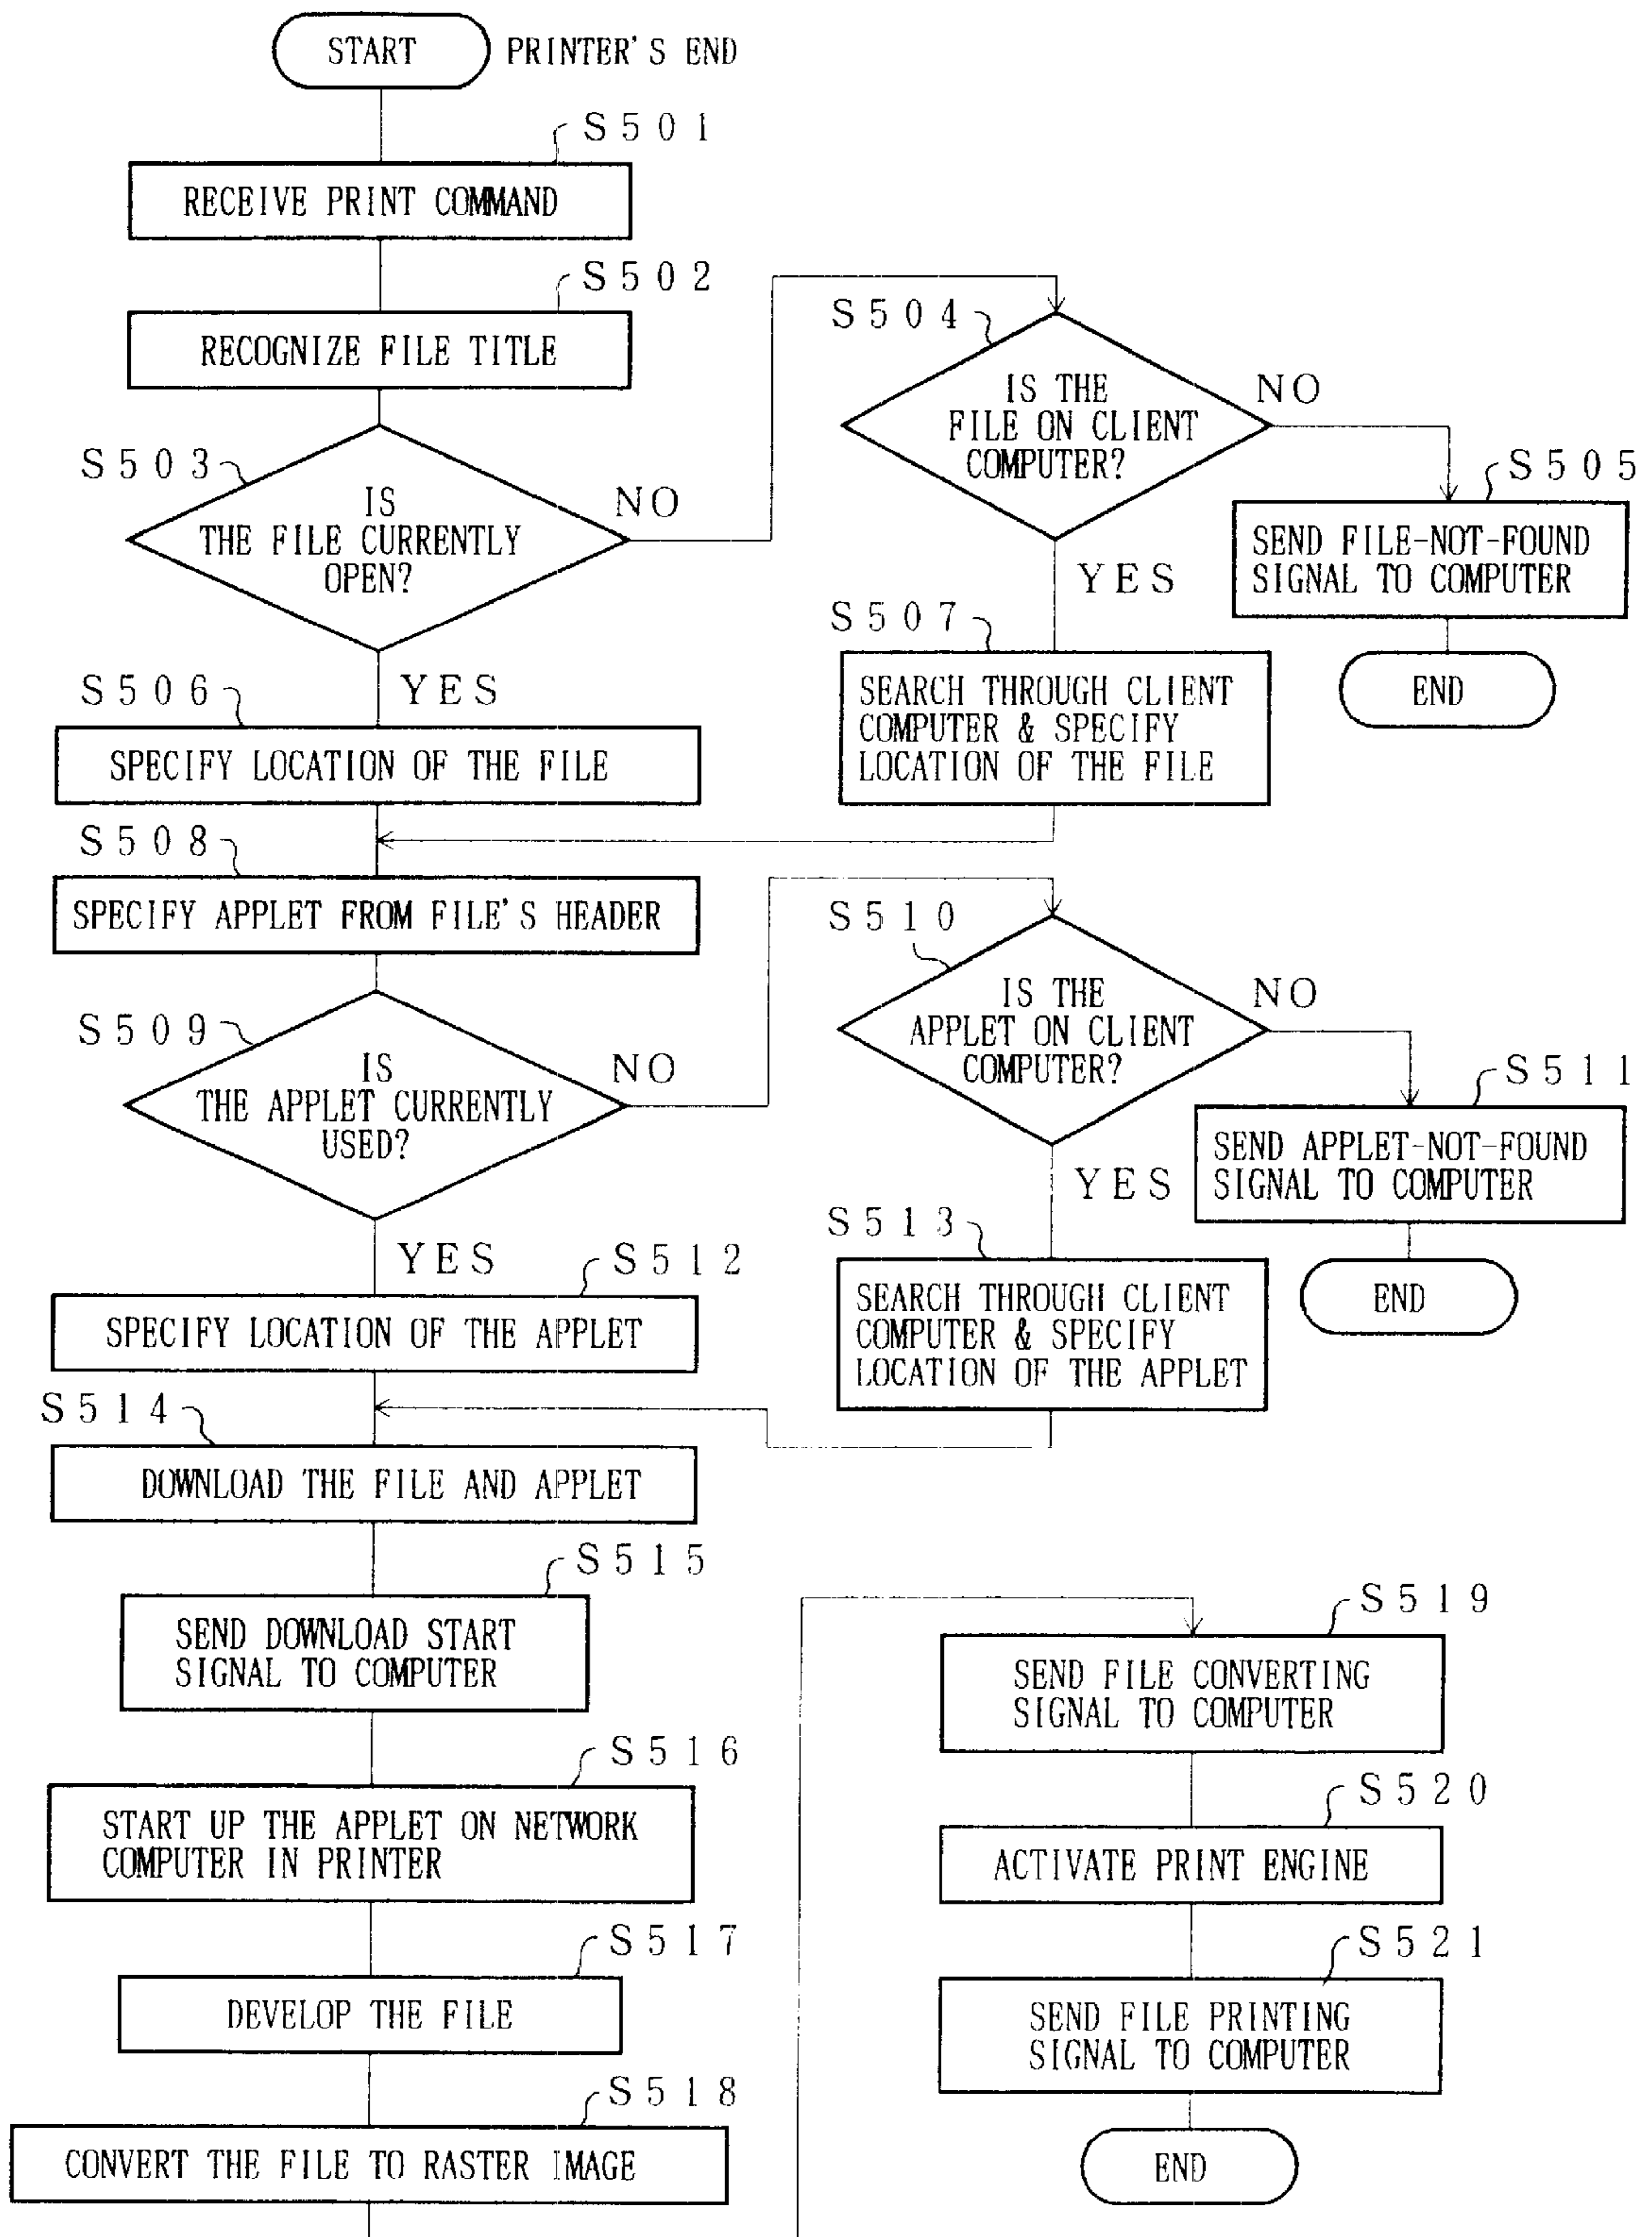 START
PRINTER'S END
S501
RECEIVE PRINT COMMAND
S502
RECOGNIZE FILE TITLE
S503
IS
THE FILE CURRENTLY
OPEN?
NO
YES
S504
IS THE
FILE ON CLIENT
COMPUTER?
NO
YES
S505
SEND FILE-NOT-FOUND
SIGNAL TO COMPUTER
END
S506
SPECIFY LOCATION OF THE FILE
S507
SEARCH THROUGH CLIENT
COMPUTER & SPECIFY
LOCATION OF THE FILE
S508
SPECIFY APPLET FROM FILE'S HEADER
S509
IS
THE APPLET CURRENTLY
USED?
NO
YES
S510
IS THE
APPLET ON CLIENT
COMPUTER?
NO
YES
S511
SEND APPLET-NOT-FOUND
SIGNAL TO COMPUTER
END
S512
SPECIFY LOCATION OF THE APPLET
S513
SEARCH THROUGH CLIENT
COMPUTER & SPECIFY
LOCATION OF THE APPLET
S514
DOWNLOAD THE FILE AND APPLET
S515
SEND DOWNLOAD START
SIGNAL TO COMPUTER
S516
START UP THE APPLET ON NETWORK
COMPUTER IN PRINTER
S517
DEVELOP THE FILE
S518
CONVERT THE FILE TO RASTER IMAGE
S519
SEND FILE CONVERTING
SIGNAL TO COMPUTER
S520
ACTIVATE PRINT ENGINE
S521
SEND FILE PRINTING
SIGNAL TO COMPUTER
END